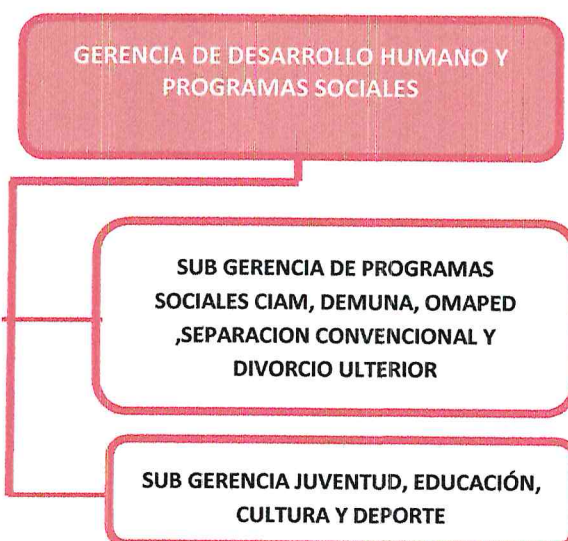 GERENCIA DE DESARROLLO HUMANO Y
PROGRAMAS SOCIALES
SUB GERENCIA DE PROGRAMAS
SOCIALES CIAM, DEMUNA, OMAPED
,SEPARACION CONVENCIONAL Y
DIVORCIO ULTERIOR
SUB GERENCIA JUVENTUD, EDUCACIÓN,
CULTURA Y DEPORTE